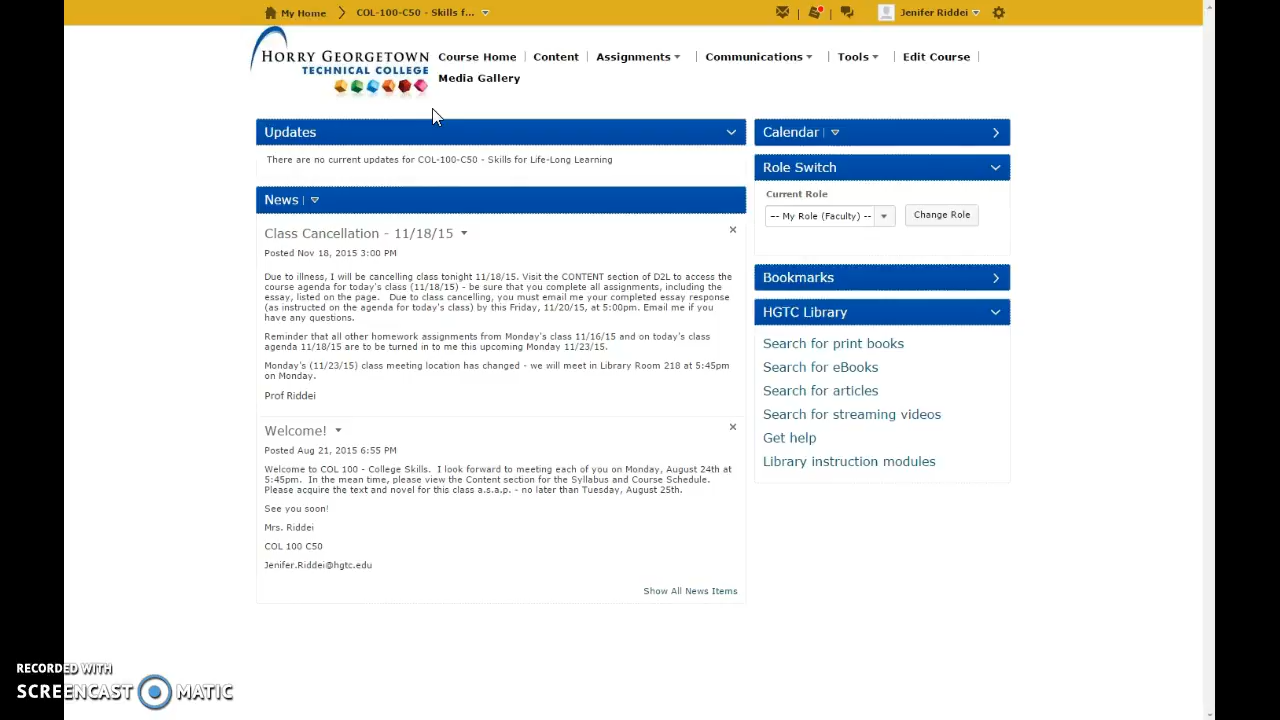 My Home
COL-100-C50 - Skills f...
Jenifer Riddei
HORRY GEORGETOWN
TECHNICAL COLLEGE
Course Home
Content
Assignments
Communications
Tools
Edit Course
Media Gallery
Updates
There are no current updates for COL-100-C50 - Skills for Life-Long Learning
News
Class Cancellation - 11/18/15
Posted Nov 18, 2015 3:00 PM
Due to illness, I will be cancelling class tonight 11/18/15. Visit the CONTENT section of D2L to access the
course agenda for today's class (11/18/15) - be sure that you complete all assignments, including the
essay, listed on the page. Due to class cancelling, you must email me your completed essay response
(as instructed on the agenda for today's class) by this Friday, 11/20/15, at 5:00pm. Email me if you
have any questions.
Reminder that all other homework assignments from Monday's class 11/16/15 and on today's class
agenda 11/18/15 are to be turned in to me this upcoming Monday 11/23/15.
Monday's (11/23/15) class meeting location has changed - we will meet in Library Room 218 at 5:45pm
on Monday.
Prof Riddei
Welcome!
Posted Aug 21, 2015 6:55 PM
Welcome to COL 100 - College Skills. I look forward to meeting each of you on Monday, August 24th at
5:45pm. In the mean time, please view the Content section for the Syllabus and Course Schedule.
Please acquire the text and novel for this class a.s.a.p. - no later than Tuesday, August 25th.
See you soon!
Mrs. Riddei
COL 100 C50
Jenifer.Riddei@hgtc.edu
Show All News Items
Calendar
Role Switch
Current Role
-- My Role (Faculty) --
Change Role
Bookmarks
HGTC Library
Search for print books
Search for eBooks
Search for articles
Search for streaming videos
Get help
Library instruction modules
RECORDED WITH
SCREENCAST MATIC